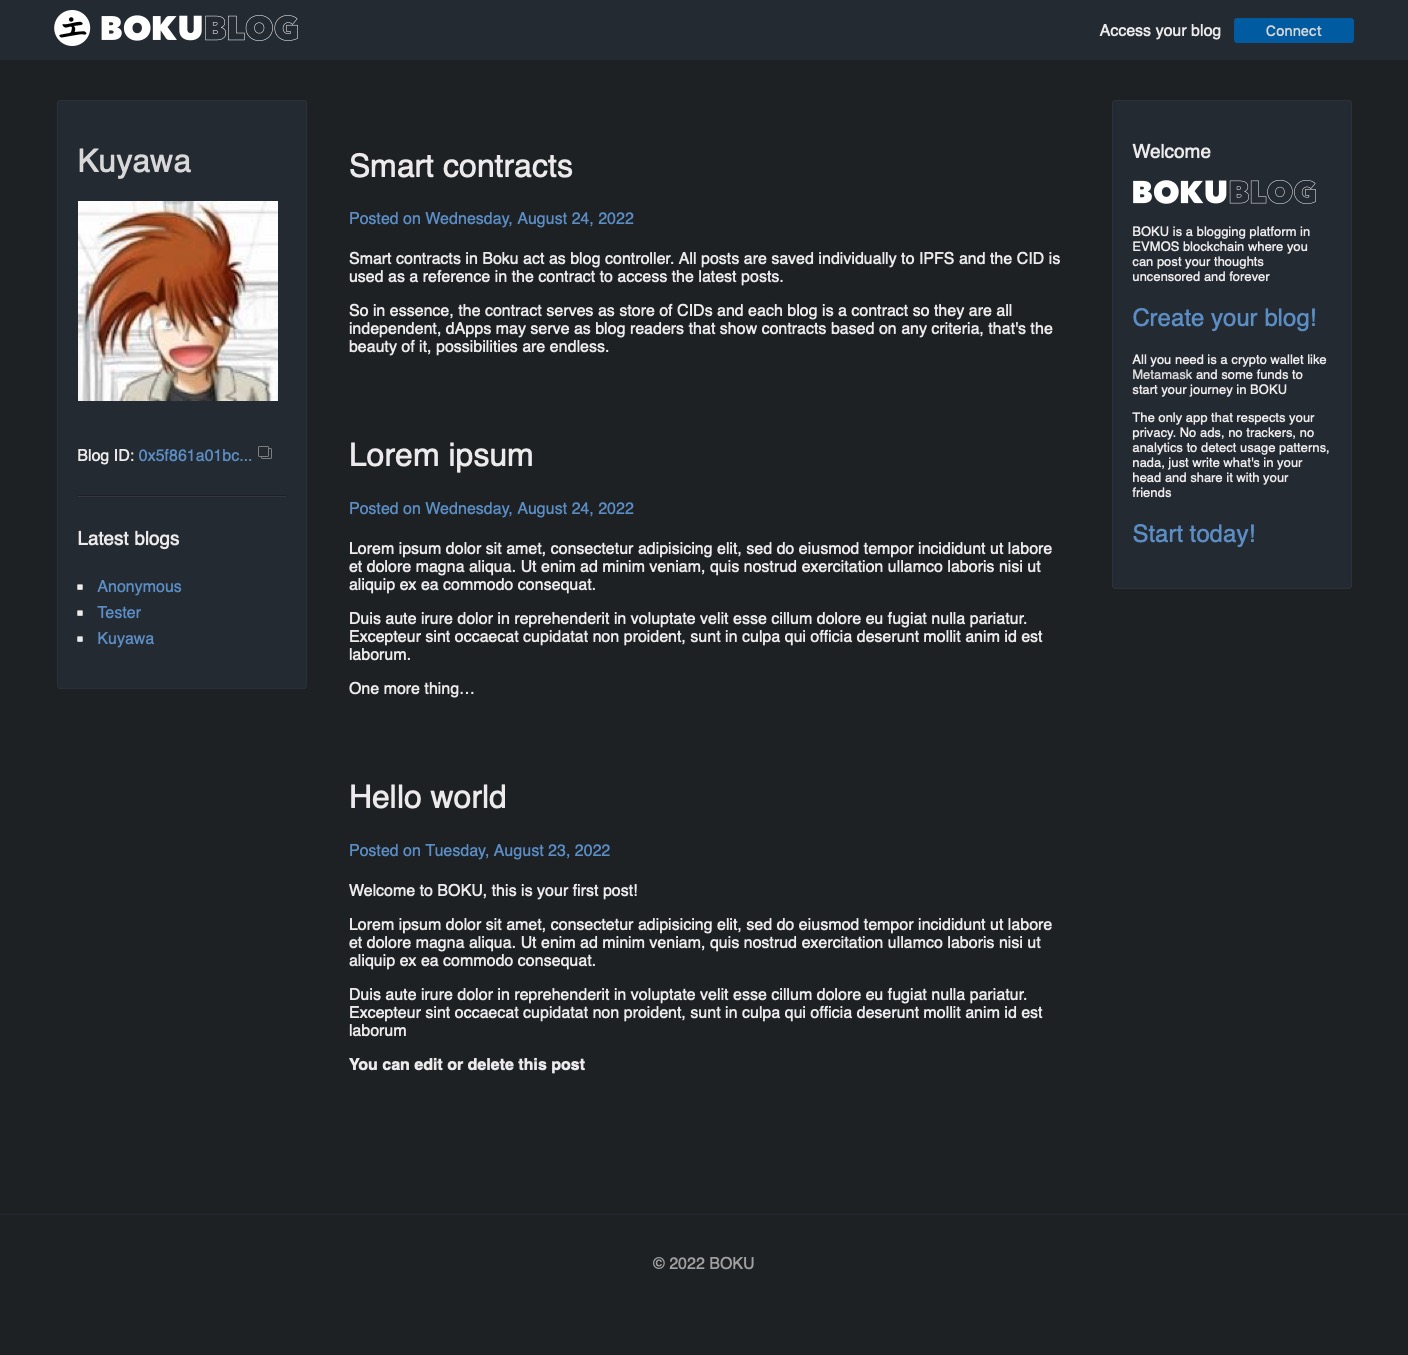 BOKUBLOG
Access your blog
Connect
Kuyawa
Blog ID: 0x5f861a01bc...
Latest blogs
Anonymous
Tester
Kuyawa
Smart contracts
Posted on Wednesday, August 24, 2022
Smart contracts in Boku act as blog controller. All posts are saved individually to IPFS and the CID is
used as a reference in the contract to access the latest posts.
So in essence, the contract serves as store of CIDs and each blog is a contract so they are all
independent, dApps may serve as blog readers that show contracts based on any criteria, that's the
beauty of it, possibilities are endless.
Lorem ipsum
Posted on Wednesday, August 24, 2022
Lorem ipsum dolor sit amet, consectetur adipisicing elit, sed do eiusmod tempor incididunt ut labore
et dolore magna aliqua. Ut enim ad minim veniam, quis nostrud exercitation ullamco laboris nisi ut
aliquip ex ea commodo consequat.
Duis aute irure dolor in reprehenderit in voluptate velit esse cillum dolore eu fugiat nulla pariatur.
Excepteur sint occaecat cupidatat non proident, sunt in culpa qui officia deserunt mollit anim id est
laborum.
One more thing…
Hello world
Posted on Tuesday, August 23, 2022
Welcome to BOKU, this is your first post!
Lorem ipsum dolor sit amet, consectetur adipisicing elit, sed do eiusmod tempor incididunt ut labore
et dolore magna aliqua. Ut enim ad minim veniam, quis nostrud exercitation ullamco laboris nisi ut
aliquip ex ea commodo consequat.
Duis aute irure dolor in reprehenderit in voluptate velit esse cillum dolore eu fugiat nulla pariatur.
Excepteur sint occaecat cupidatat non proident, sunt in culpa qui officia deserunt mollit anim id est
laborum
You can edit or delete this post
Welcome
BOKUBLOG
BOKU is a blogging platform in
EVMOS blockchain where you
can post your thoughts
uncensored and forever
Create your blog!
All you need is a crypto wallet like
Metamask and some funds to
start your journey in BOKU
The only app that respects your
privacy. No ads, no trackers, no
analytics to detect usage patterns,
nada, just write what's in your
head and share it with your
friends
Start today!
© 2022 BOKU